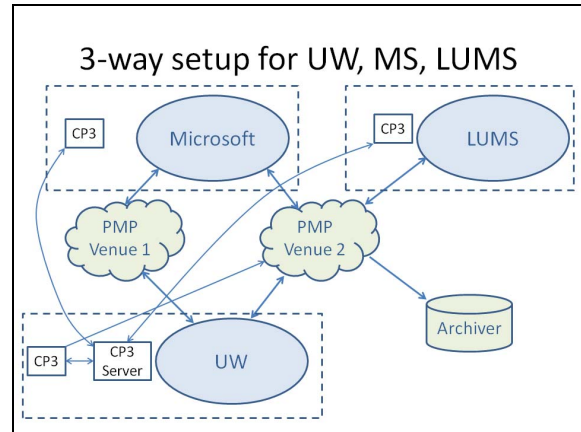 3-way setup for UW, MS, LUMS
CP3
Microsoft
CP3
LUMS
PMP
Venue 1
PMP
Venue 2
Archiver
CP3
CP3
Server
UW